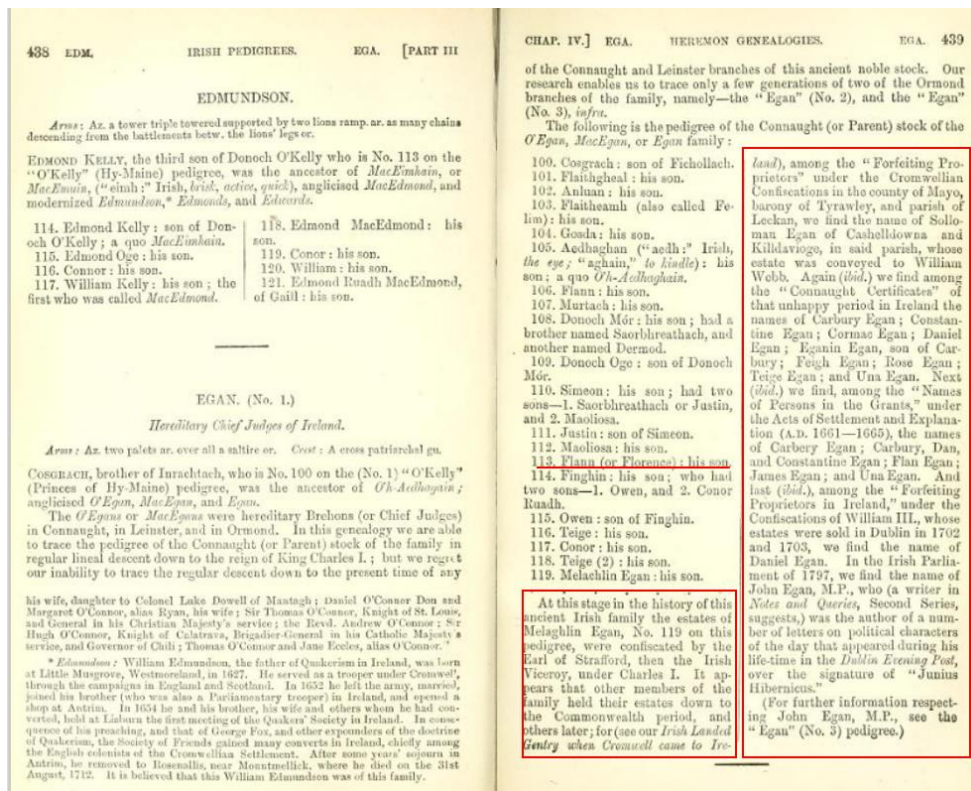 438 EDM. IRISH PEDIGREES. EGA. [PART III
EDMUNDSON.
Arms: Az. a tower triple towered supported by two lions ramp. ar. as many chains
descending from the battlements betw. the lions' legs or.
EDMOND KELLY, the third son of Donoch O'Kelly who is No. 113 on the
"O'Kelly" (Hy-Maine) pedigree, was the ancestor of MacEimhain, or
MacEmuin, ("eimh:" Irish, brisk, active, quick), anglicised MacEdmond, and
modernized Edmundson,* Edmonds, and Edwards.
114. Edmond Kelly: son of Don-
och O'Kelly; a quo MacEimhain.
115. Edmond Oge: his son.
116. Connor: his son.
117. William Kelly: his son; the
first who was called MacEdmond.
118. Edmond MacEdmond: his
son.
119. Conor: his son.
120. William: his son.
121. Edmond Ruadh MacEdmond,
of Gaill: his son.
EGAN. (No. 1.)
Hereditary Chief Judges of Ireland.
Arms: Az. two palets ar. over all a saltire or. Crest: A cross patriarchal gu.
COSGRACH, brother of Inrachtach, who is No. 100 on the (No. 1) "O'Kelly"
(Princes of Hy-Maine) pedigree, was the ancestor of O'h-Aedhagain;
anglicised O'Egan, MacEgan, and Egan.
The O'Egans or MacEgans were hereditary Brehons (or Chief Judges)
in Connaught, in Leinster, and in Ormond. In this genealogy we are able
to trace the pedigree of the Connaught (or Parent) stock of the family in
regular lineal descent down to the reign of King Charles I.; but we regret
our inability to trace the regular descent down to the present time of any
his wife, daughter to Colonel Luke Dowell of Mantagh; Daniel O'Connor Don and
Margaret O'Connor, alias Ryan, his wife; Sir Thomas O'Connor, Knight of St. Louis,
and General in his Christian Majesty's service; the Revd. Andrew O'Connor; Sir
Hugh O'Connor, Knight of Calatrava, Brigadier-General in his Catholic Majesty's
service, and Governor of Chili; Thomas O'Connor and Jane Eccles, alias O'Connor."
* Edmundson: William Edmundson, the father of Quakerism in Ireland, was born
at Little Musgrove, Westmoreland, in 1627. He served as a trooper under Cromwell,
through the campaigns in England and Scotland. In 1652 he left the army, married,
joined his brother (who was also a Parliamentary trooper) in Ireland, and opened a
shop at Antrim. In 1654 he and his brother, his wife and others whom he had con-
verted, held at Lisburn the first meeting of the Quakers' Society in Ireland. In conse-
quence of his preaching, and that of George Fox, and other expounders of the doctrine
of Quakerism, the Society of Friends gained many converts in Ireland, chiefly among
the English colonists of the Cromwellian Settlement. After some years' sojourn in
Antrim, he removed to Rosenallis, near Mountmellick, where he died on the 31st
August, 1712. It is believed that this William Edmundson was of this family.
CHAP. IV.] EGA. HEREMON GENEALOGIES. EGA. 439
of the Connaught and Leinster branches of this ancient noble stock. Our
research enables us to trace only a few generations of two of the Ormond
branches of the family, namely—the "Egan" (No. 2), and the "Egan"
(No. 3), infra.
The following is the pedigree of the Connaught (or Parent) stock of the
O'Egan, MacEgan, or Egan family:
100. Cosgrach: son of Fichollach.
101. Flaithgheal: his son.
102. Anluan: his son.
103. Flaitheamh (also called Fe-
lim): his son.
104. Gosda: his son.
105. Aedhaghan ("aedh:" Irish,
the eye; "aghain," to kindle): his
son; a quo O'h-Aedhaghain.
106. Flann: his son.
107. Murtach: his son.
108. Donoch Mór: his son; had a
brother named Saorbhreathach, and
another named Dermod.
109. Donoch Oge: son of Donoch
Mór.
110. Simeon: his son; had two
sons—1. Saorbhreathach or Justin,
and 2. Maoliosa.
111. Justin: son of Simeon.
112. Maoliosa: his son.
113. Flann (or Florence): his son.
114. Finghin: his son; who had
two sons—1. Owen, and 2. Conor
Ruadh.
115. Owen: son of Finghin.
116. Teige: his son.
117. Conor: his son.
118. Teige (2): his son.
119. Melachlin Egan: his son.
At this stage in the history of this
ancient Irish family the estates of
Melaghlin Egan, No. 119 on this
pedigree, were confiscated by the
Earl of Strafford, then the Irish
Viceroy, under Charles I. It ap-
pears that other members of the
family held their estates down to
the Commonwealth period, and
others later; for (see our Irish Landed
Gentry when Cromwell came to Ire-
land), among the "Forfeiting Pro-
prietors" under the Cromwellian
Confiscations in the county of Mayo,
barony of Tyrawley, and parish of
Leckan, we find the name of Sollo-
man Egan of Cashelldowna and
Killdavioge, in said parish, whose
estate was conveyed to William
Webb. Again (ibid.) we find among
the "Connaught Certificates" of
that unhappy period in Ireland the
names of Carbury Egan; Constan-
tine Egan; Cormac Egan; Daniel
Egan; Eganin Egan, son of Car-
bury; Feigh Egan; Rose Egan;
Teige Egan; and Una Egan. Next
(ibid.) we find, among the "Names
of Persons in the Grants," under
the Acts of Settlement and Explana-
tion (A.D. 1661—1665), the names
of Carbery Egan; Carbury, Dan,
and Constantine Egan; Flan Egan;
James Egan; and Una Egan. And
last (ibid.), among the "Forfeiting
Proprietors in Ireland," under the
Confiscations of William III., whose
estates were sold in Dublin in 1702
and 1703, we find the name of
Daniel Egan. In the Irish Parlia-
ment of 1797, we find the name of
John Egan, M.P., who (a writer in
Notes and Queries, Second Series,
suggests,) was the author of a num-
ber of letters on political characters
of the day that appeared during his
life-time in the Dublin Evening Post,
over the signature of "Junius
Hibernicus."
(For further information respect-
ing John Egan, M.P., see the
"Egan" (No. 3) pedigree.)